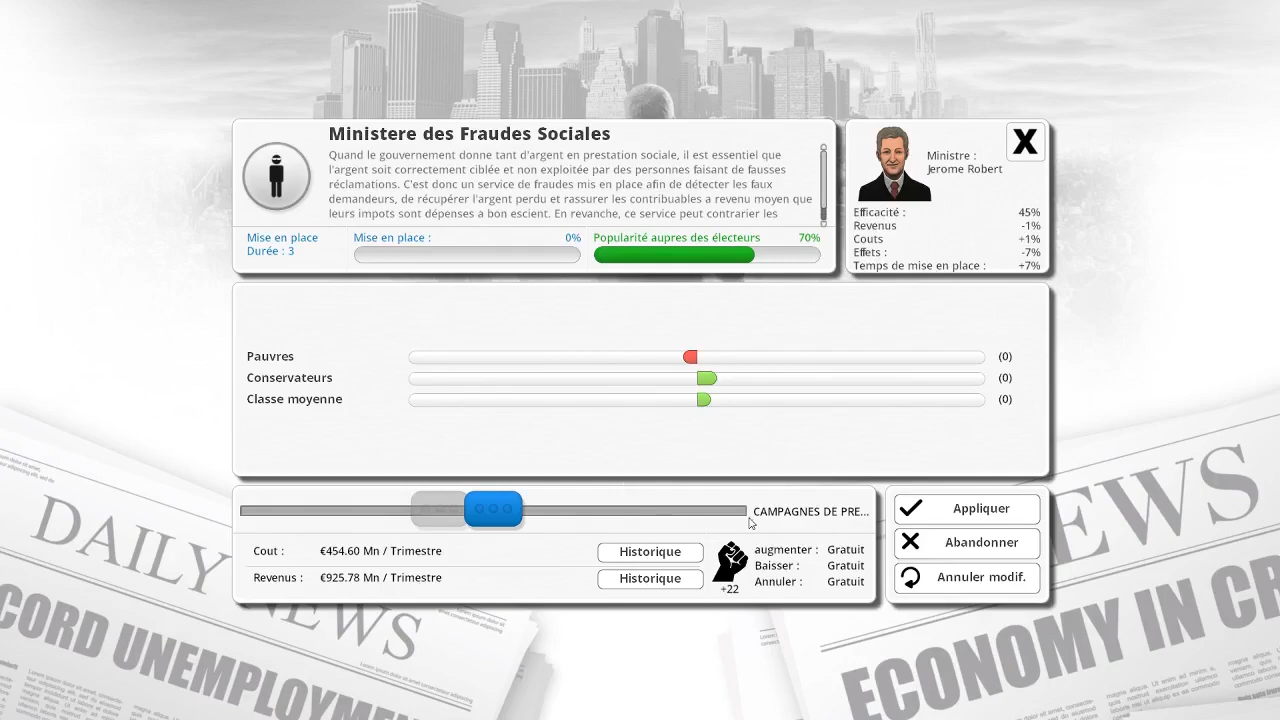 Ministere des Fraudes Sociales
Quand le gouvernement donne tant d'argent en prestation sociale, il est essentiel que
l'argent soit correctement ciblée et non exploitée par des personnes faisant de fausses
réclamations. C'est donc un service de fraudes mis en place afin de détecter les faux
demandeurs, de récupérer l'argent perdu et rassurer les contribuables a revenu moyen que
leurs impots sont dépenses a bon escient. En revanche, ce service peut contrarier les
Mise en place
Durée : 3
Mise en place : 0%
Popularité aupres des électeurs 70%
X
Ministre :
Jerome Robert
Efficacité : 45%
Revenus -1%
Couts +1%
Effets : -7%
Temps de mise en place : +7%
Pauvres (0)
Conservateurs (0)
Classe moyenne (0)
CAMPAGNES DE PRE...
Cout : €454.60 Mn / Trimestre Historique
Revenus : €925.78 Mn / Trimestre Historique
+22
augmenter : Gratuit
Baisser : Gratuit
Annuler : Gratuit
Appliquer
Abandonner
Annuler modif.
DAILY NEWS
CORD UNEMPLOYME
NEWS
ECONOMY IN CR